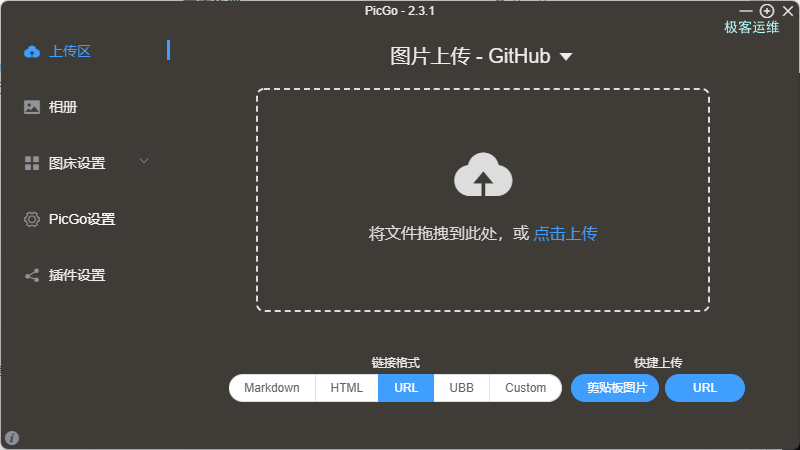 PicGo - 2.3.1
极客运维
上传区
相册
图床设置
PicGo设置
插件设置
图片上传 - GitHub
将文件拖拽到此处，或 点击上传
链接格式
Markdown HTML URL UBB Custom
快捷上传
剪贴板图片 URL